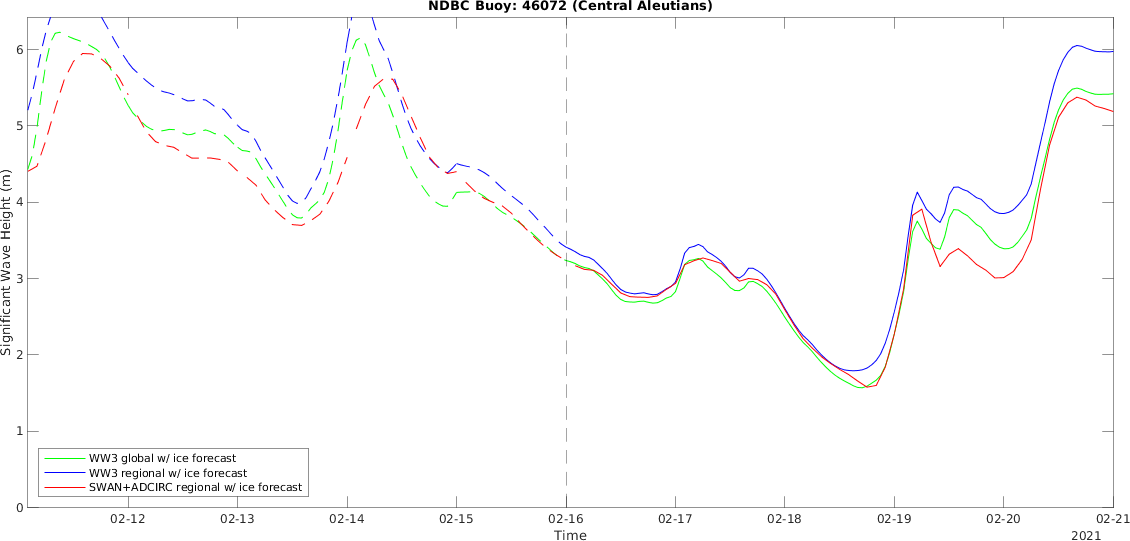 NDBC Buoy: 46072 (Central Aleutians)
Significant Wave Height (m)
6
5
4
3
2
1
0
WW3 global w/ ice forecast
WW3 regional w/ ice forecast
SWAN+ADCIRC regional w/ ice forecast
02-12 02-13 02-14 02-15 02-16 02-17 02-18 02-19 02-20 02-21
Time
2021